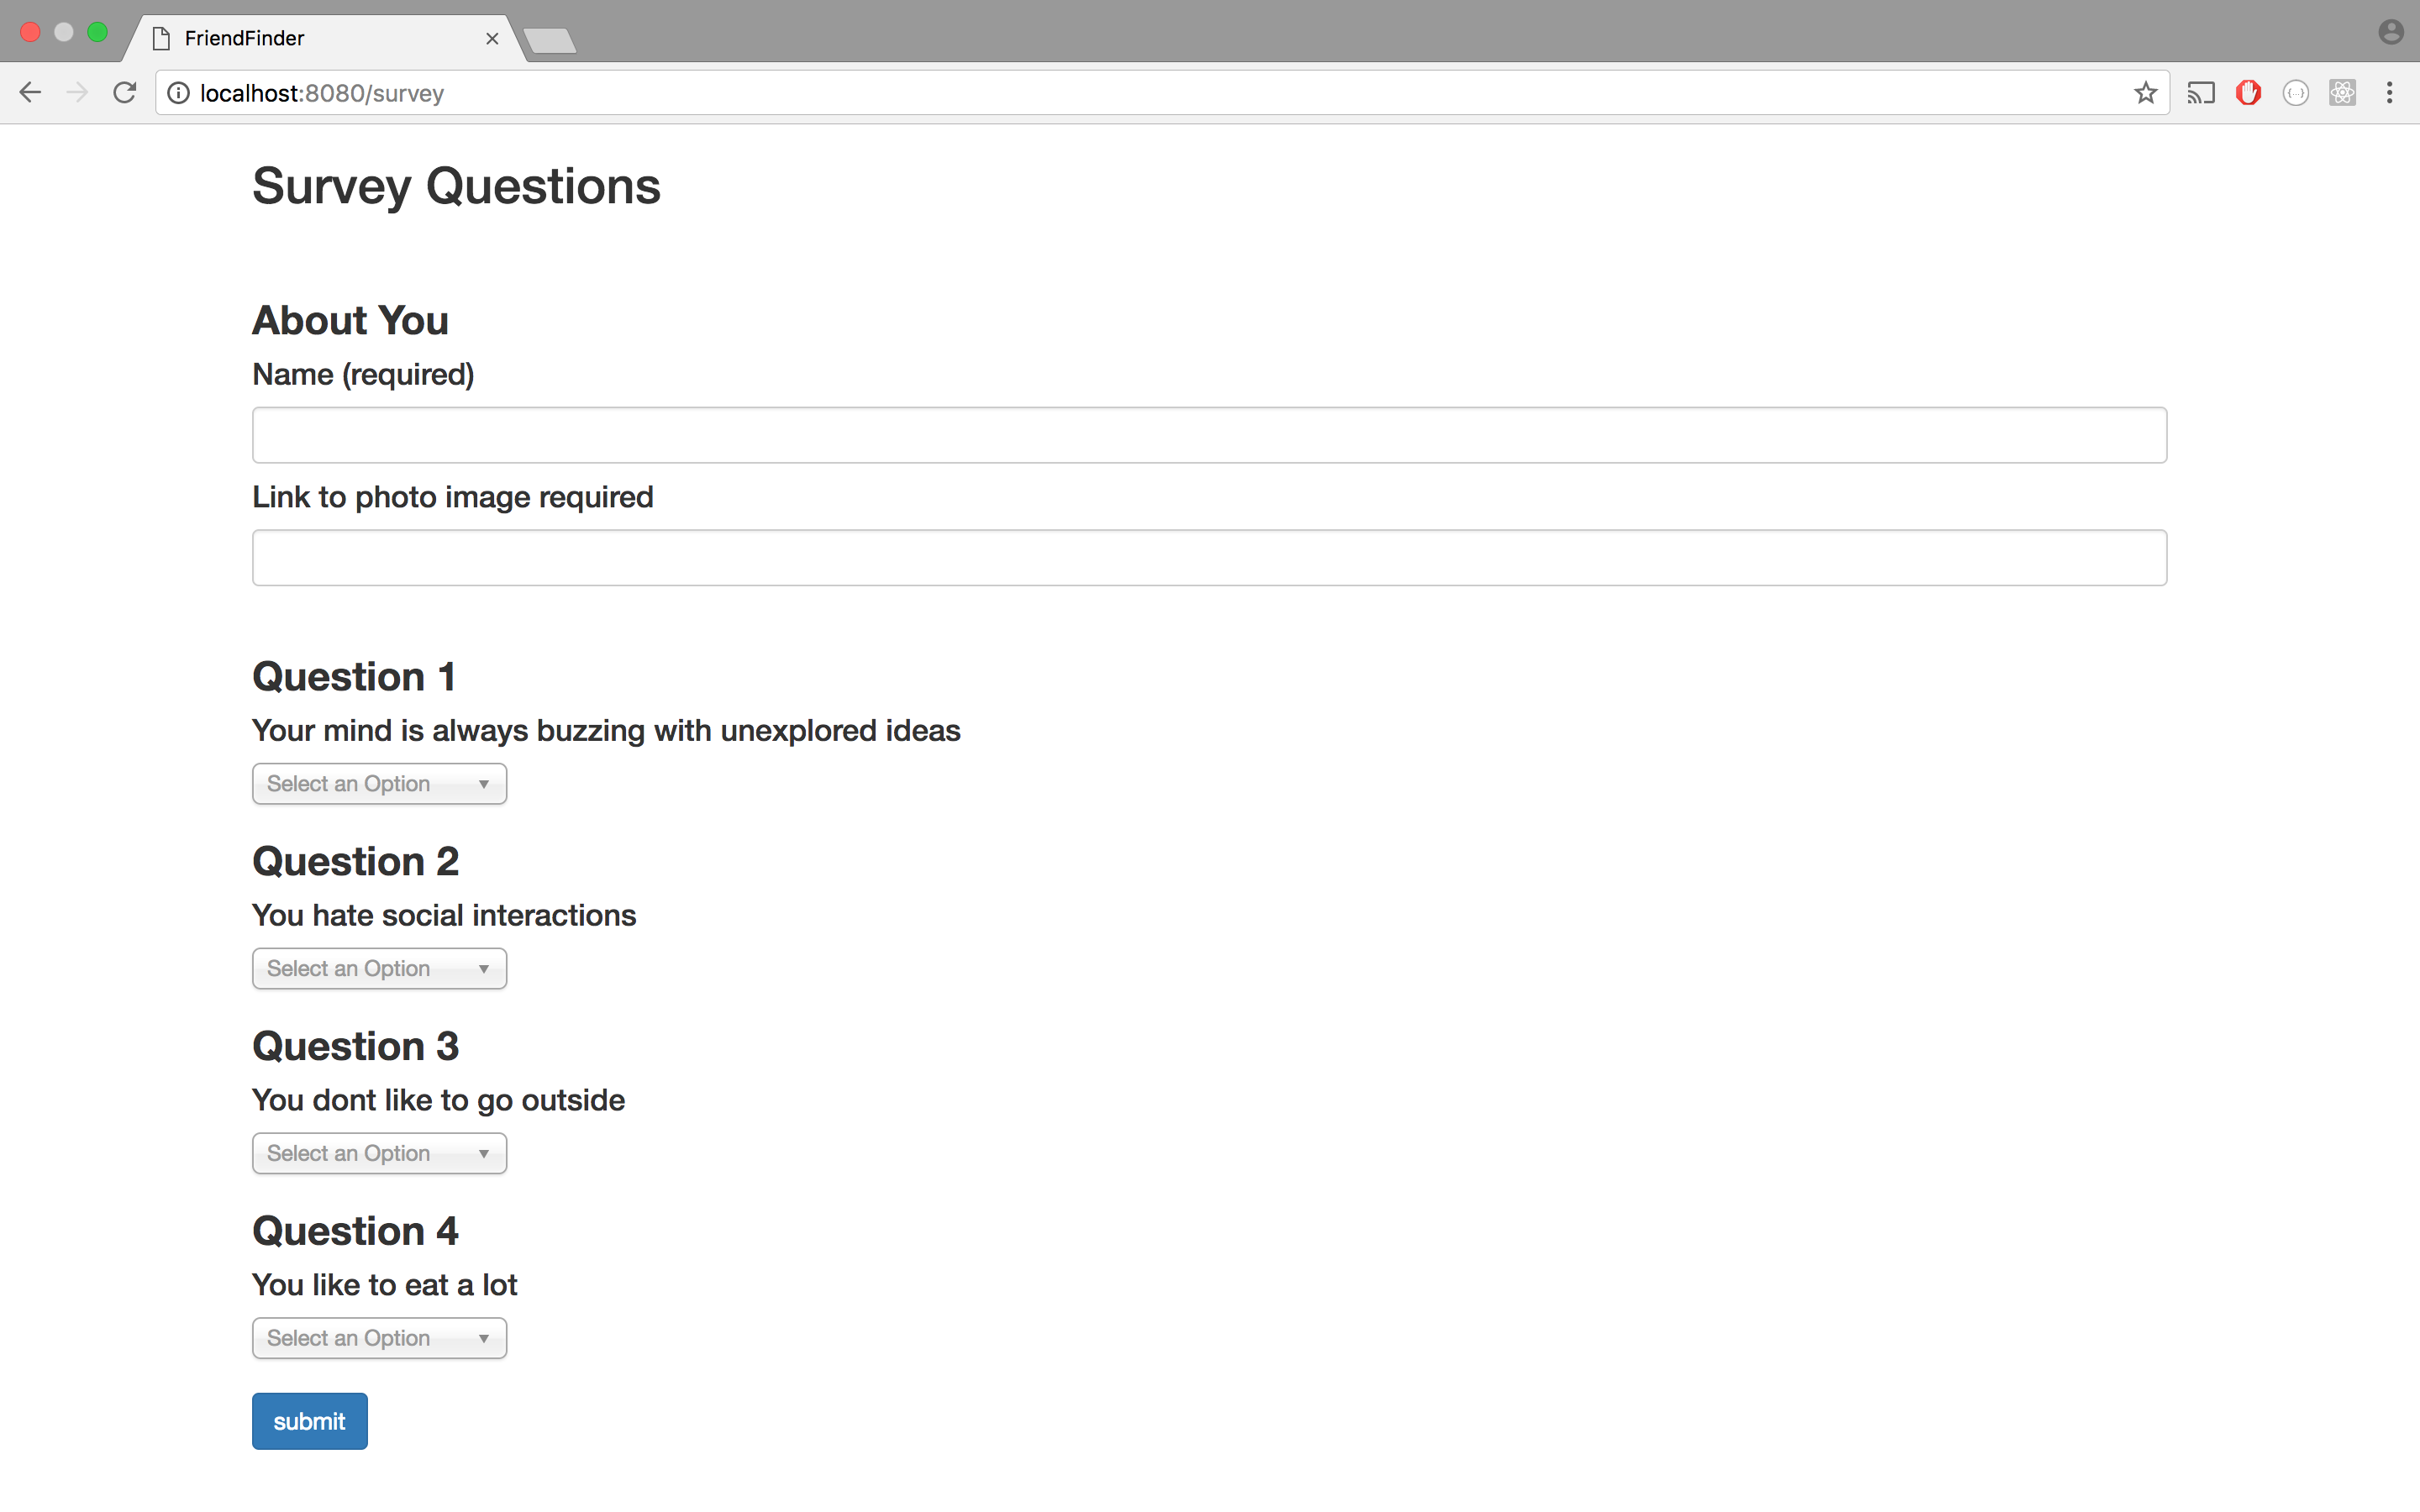 FriendFinder
localhost:8080/survey
Survey Questions
About You
Name (required)
Link to photo image required
Question 1
Your mind is always buzzing with unexplored ideas
Select an Option
Question 2
You hate social interactions
Select an Option
Question 3
You dont like to go outside
Select an Option
Question 4
You like to eat a lot
Select an Option
submit